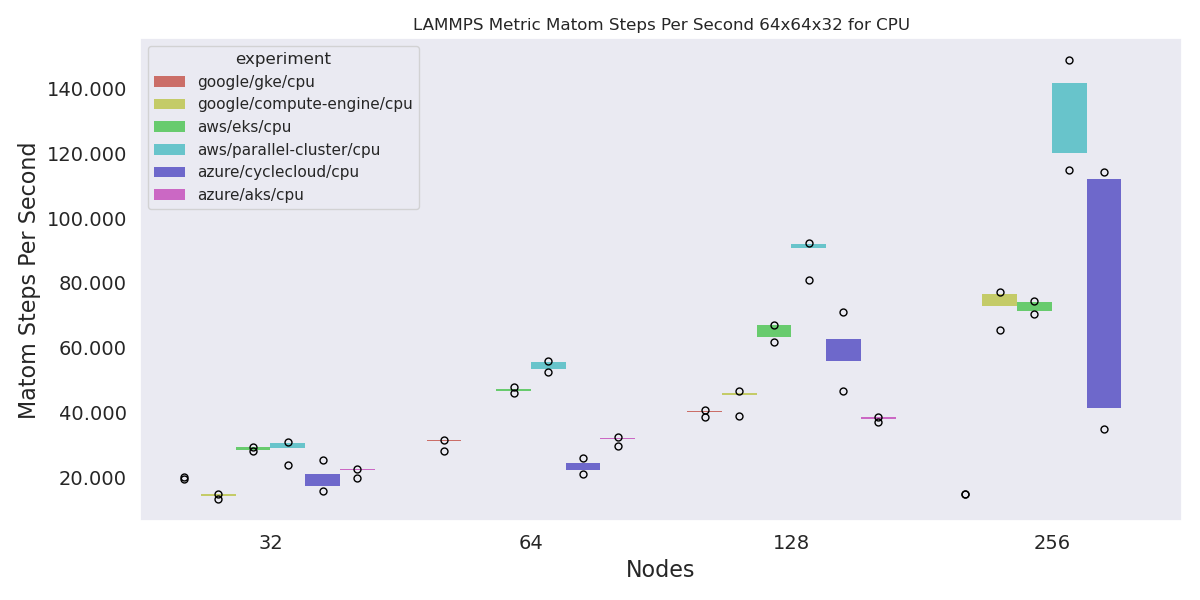 LAMMPS Metric Matom Steps Per Second 64x64x32 for CPU
experiment
google/gke/cpu
google/compute-engine/cpu
aws/eks/cpu
aws/parallel-cluster/cpu
azure/cyclecloud/cpu
azure/aks/cpu
Matom Steps Per Second
140.000
120.000
100.000
80.000
60.000
40.000
20.000
32 64 128 256
Nodes